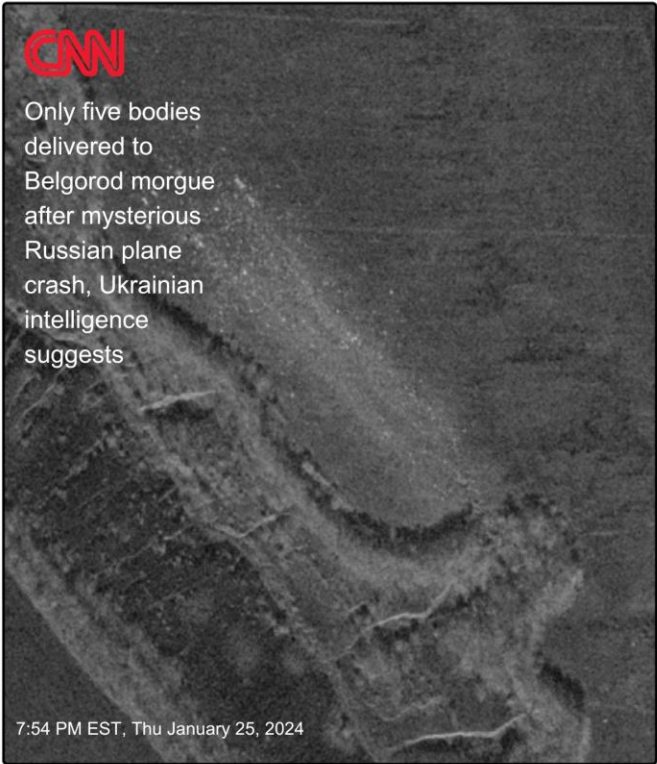 CNN
Only five bodies
delivered to
Belgorod morgue
after mysterious
Russian plane
crash, Ukrainian
intelligence
suggests
7:54 PM EST, Thu January 25, 2024